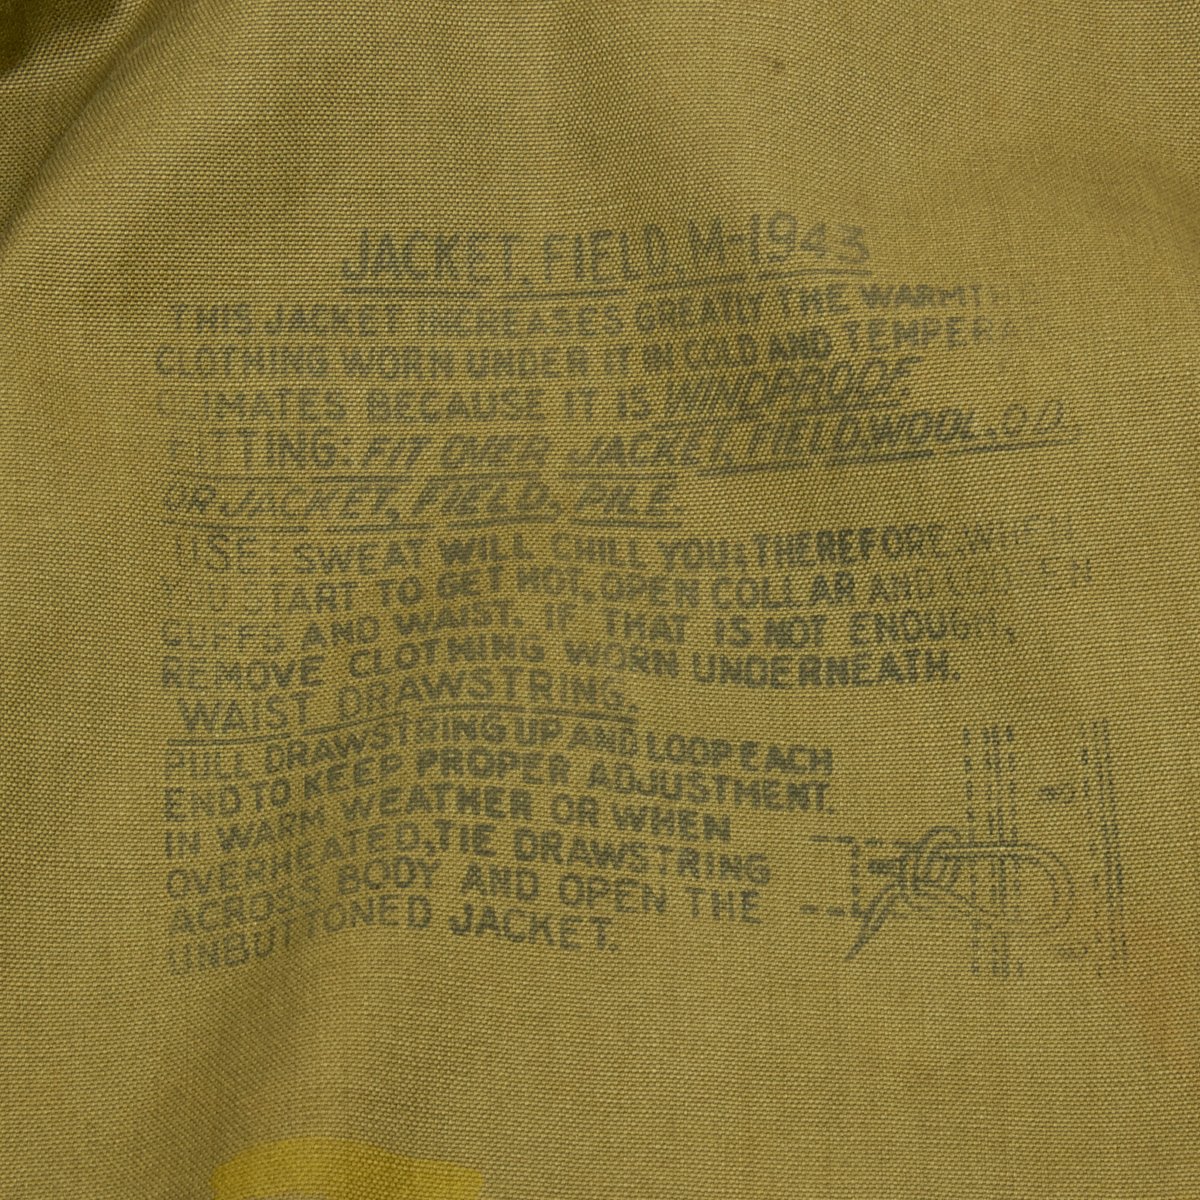 JACKET, FIELD, M-1943
THIS JACKET INCREASES GREATLY THE WARMTH
CLOTHING WORN UNDER IT IN COLD AND TEMPERA
CLIMATES BECAUSE IT IS WINDPROOF
FITTING: FIT OVER JACKET, FIELD, WOOL, O.D.
OR JACKET, FIELD, PILE.
USE: SWEAT WILL CHILL YOU; THEREFORE, WHEN
YOU START TO GET HOT, OPEN COLLAR AND
CUFFS AND WAIST. IF THAT IS NOT ENOUGH,
REMOVE CLOTHING WORN UNDERNEATH.
WAIST DRAWSTRING.
PULL DRAWSTRING UP AND LOOP EACH
END TO KEEP PROPER ADJUSTMENT.
IN WARM WEATHER OR WHEN
OVERHEATED, TIE DRAWSTRING
ACROSS BODY AND OPEN THE
UNBUTTONED JACKET.